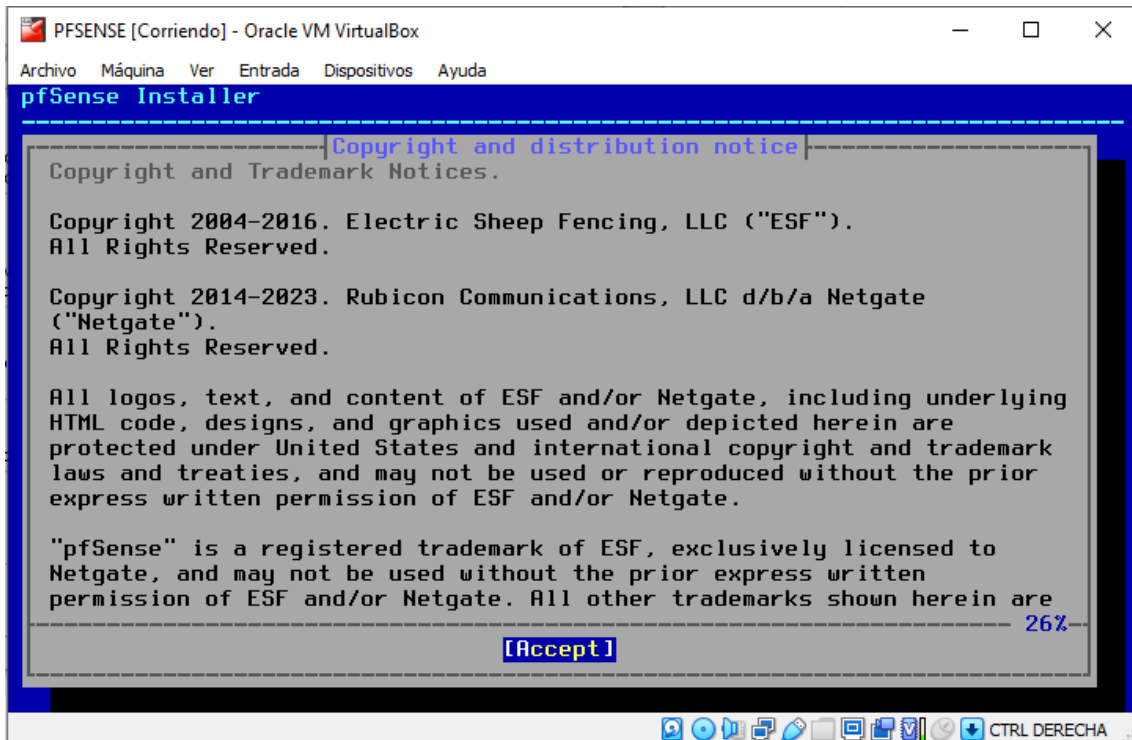 PFSENSE [Corriendo] - Oracle VM VirtualBox
Archivo Máquina Ver Entrada Dispositivos Ayuda
pfSense Installer
Copyright and distribution notice
Copyright and Trademark Notices.
Copyright 2004-2016. Electric Sheep Fencing, LLC ("ESF").
All Rights Reserved.
Copyright 2014-2023. Rubicon Communications, LLC d/b/a Netgate
("Netgate").
All Rights Reserved.
All logos, text, and content of ESF and/or Netgate, including underlying
HTML code, designs, and graphics used and/or depicted herein are
protected under United States and international copyright and trademark
laws and treaties, and may not be used or reproduced without the prior
express written permission of ESF and/or Netgate.
"pfSense" is a registered trademark of ESF, exclusively licensed to
Netgate, and may not be used without the prior express written
permission of ESF and/or Netgate. All other trademarks shown herein are
26%
[Accept]
CTRL DERECHA